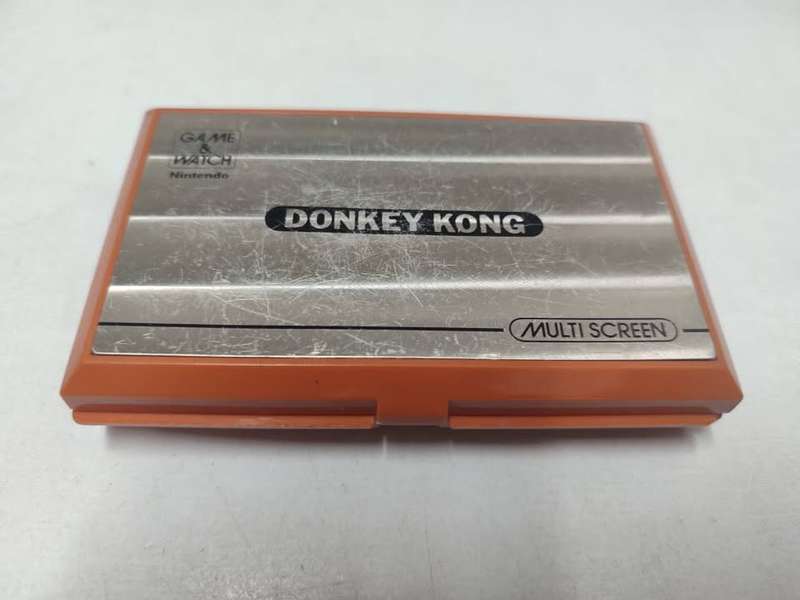 GAME
&
WATCH
Nintendo
DONKEY KONG
MULTI SCREEN